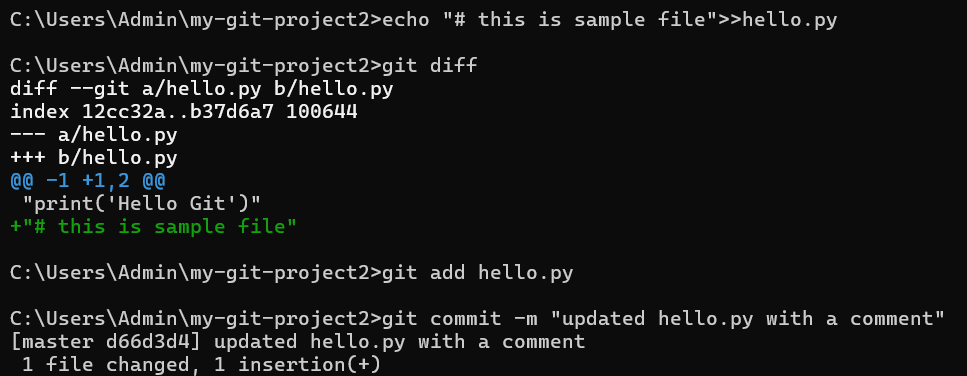 C:\Users\Admin\my-git-project2>echo "# this is sample file">>hello.py
C:\Users\Admin\my-git-project2>git diff
diff --git a/hello.py b/hello.py
index 12cc32a..b37d6a7 100644
--- a/hello.py
+++ b/hello.py
@@ -1 +1,2 @@
 "print('Hello Git')"
+"# this is sample file"
C:\Users\Admin\my-git-project2>git add hello.py
C:\Users\Admin\my-git-project2>git commit -m "updated hello.py with a comment"
[master d66d3d4] updated hello.py with a comment
 1 file changed, 1 insertion(+)